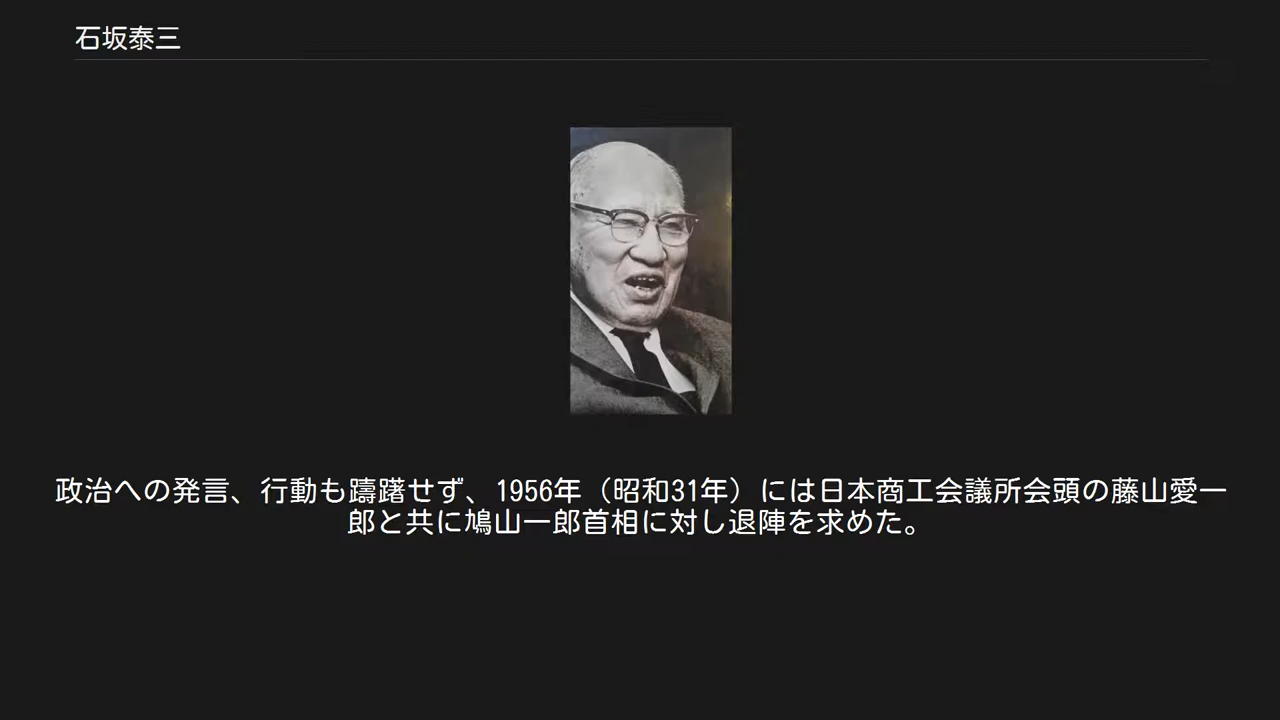 石坂泰三
政治への発言、行動も躊躇せず、1956年（昭和31年）には日本商工会議所会頭の藤山愛一
郎と共に鳩山一郎首相に対し退陣を求めた。